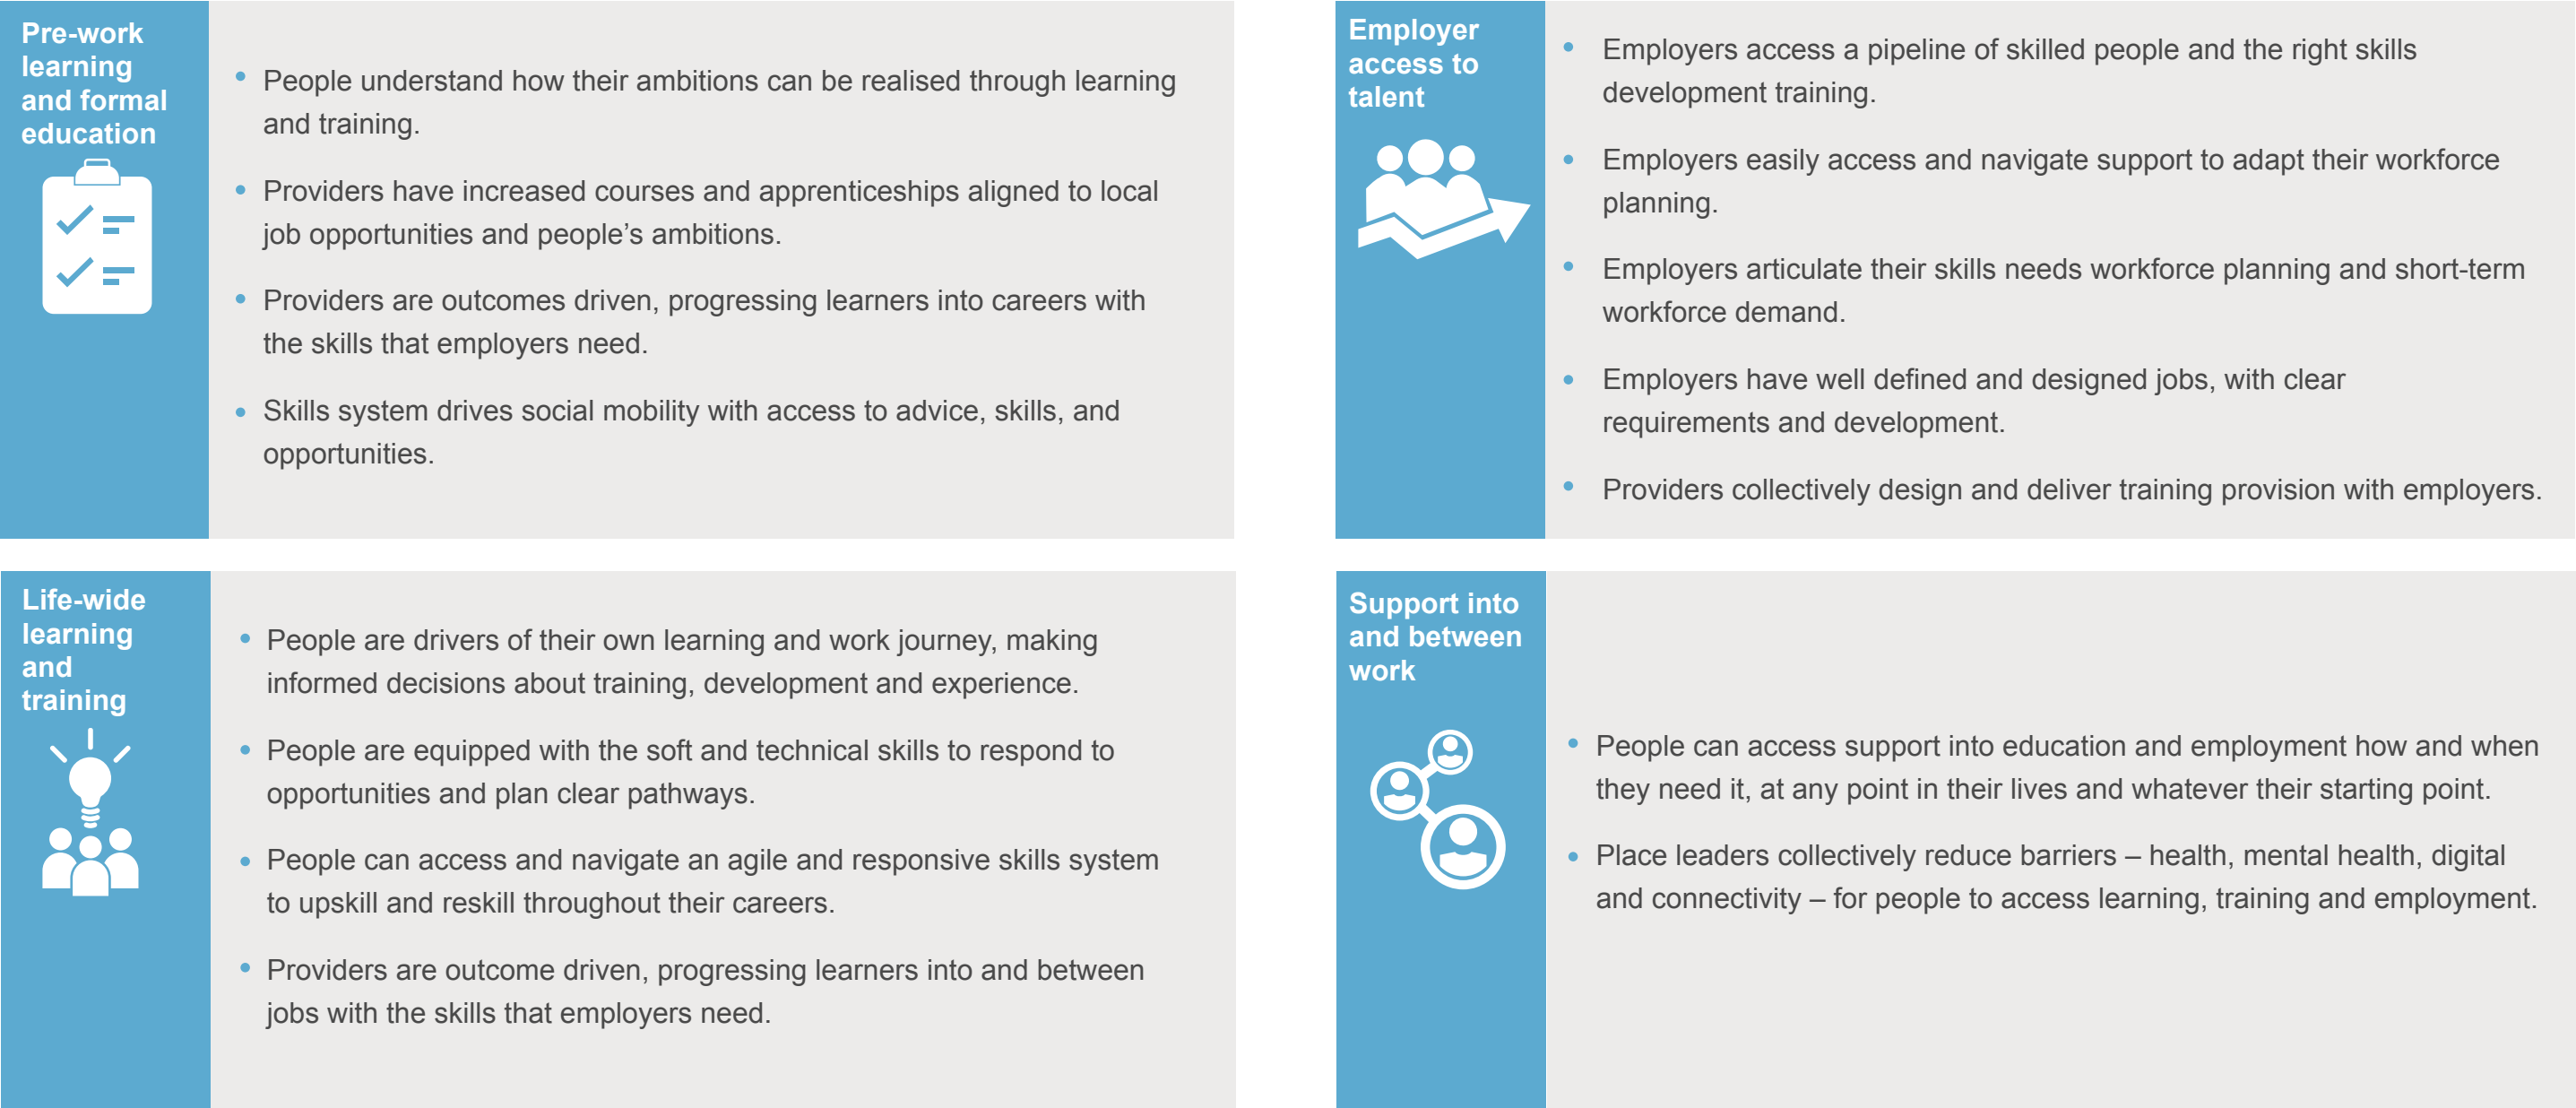 Pre-work
learning
and formal
education
• People understand how their ambitions can be realised through learning
and training.
• Providers have increased courses and apprenticeships aligned to local
job opportunities and people’s ambitions.
• Providers are outcomes driven, progressing learners into careers with
the skills that employers need.
• Skills system drives social mobility with access to advice, skills, and
opportunities.
Employer
access to
talent
• Employers access a pipeline of skilled people and the right skills
development training.
• Employers easily access and navigate support to adapt their workforce
planning.
• Employers articulate their skills needs workforce planning and short-term
workforce demand.
• Employers have well defined and designed jobs, with clear
requirements and development.
• Providers collectively design and deliver training provision with employers.
Life-wide
learning
and
training
• People are drivers of their own learning and work journey, making
informed decisions about training, development and experience.
• People are equipped with the soft and technical skills to respond to
opportunities and plan clear pathways.
• People can access and navigate an agile and responsive skills system
to upskill and reskill throughout their careers.
• Providers are outcome driven, progressing learners into and between
jobs with the skills that employers need.
Support into
and between
work
• People can access support into education and employment how and when
they need it, at any point in their lives and whatever their starting point.
• Place leaders collectively reduce barriers – health, mental health, digital
and connectivity – for people to access learning, training and employment.